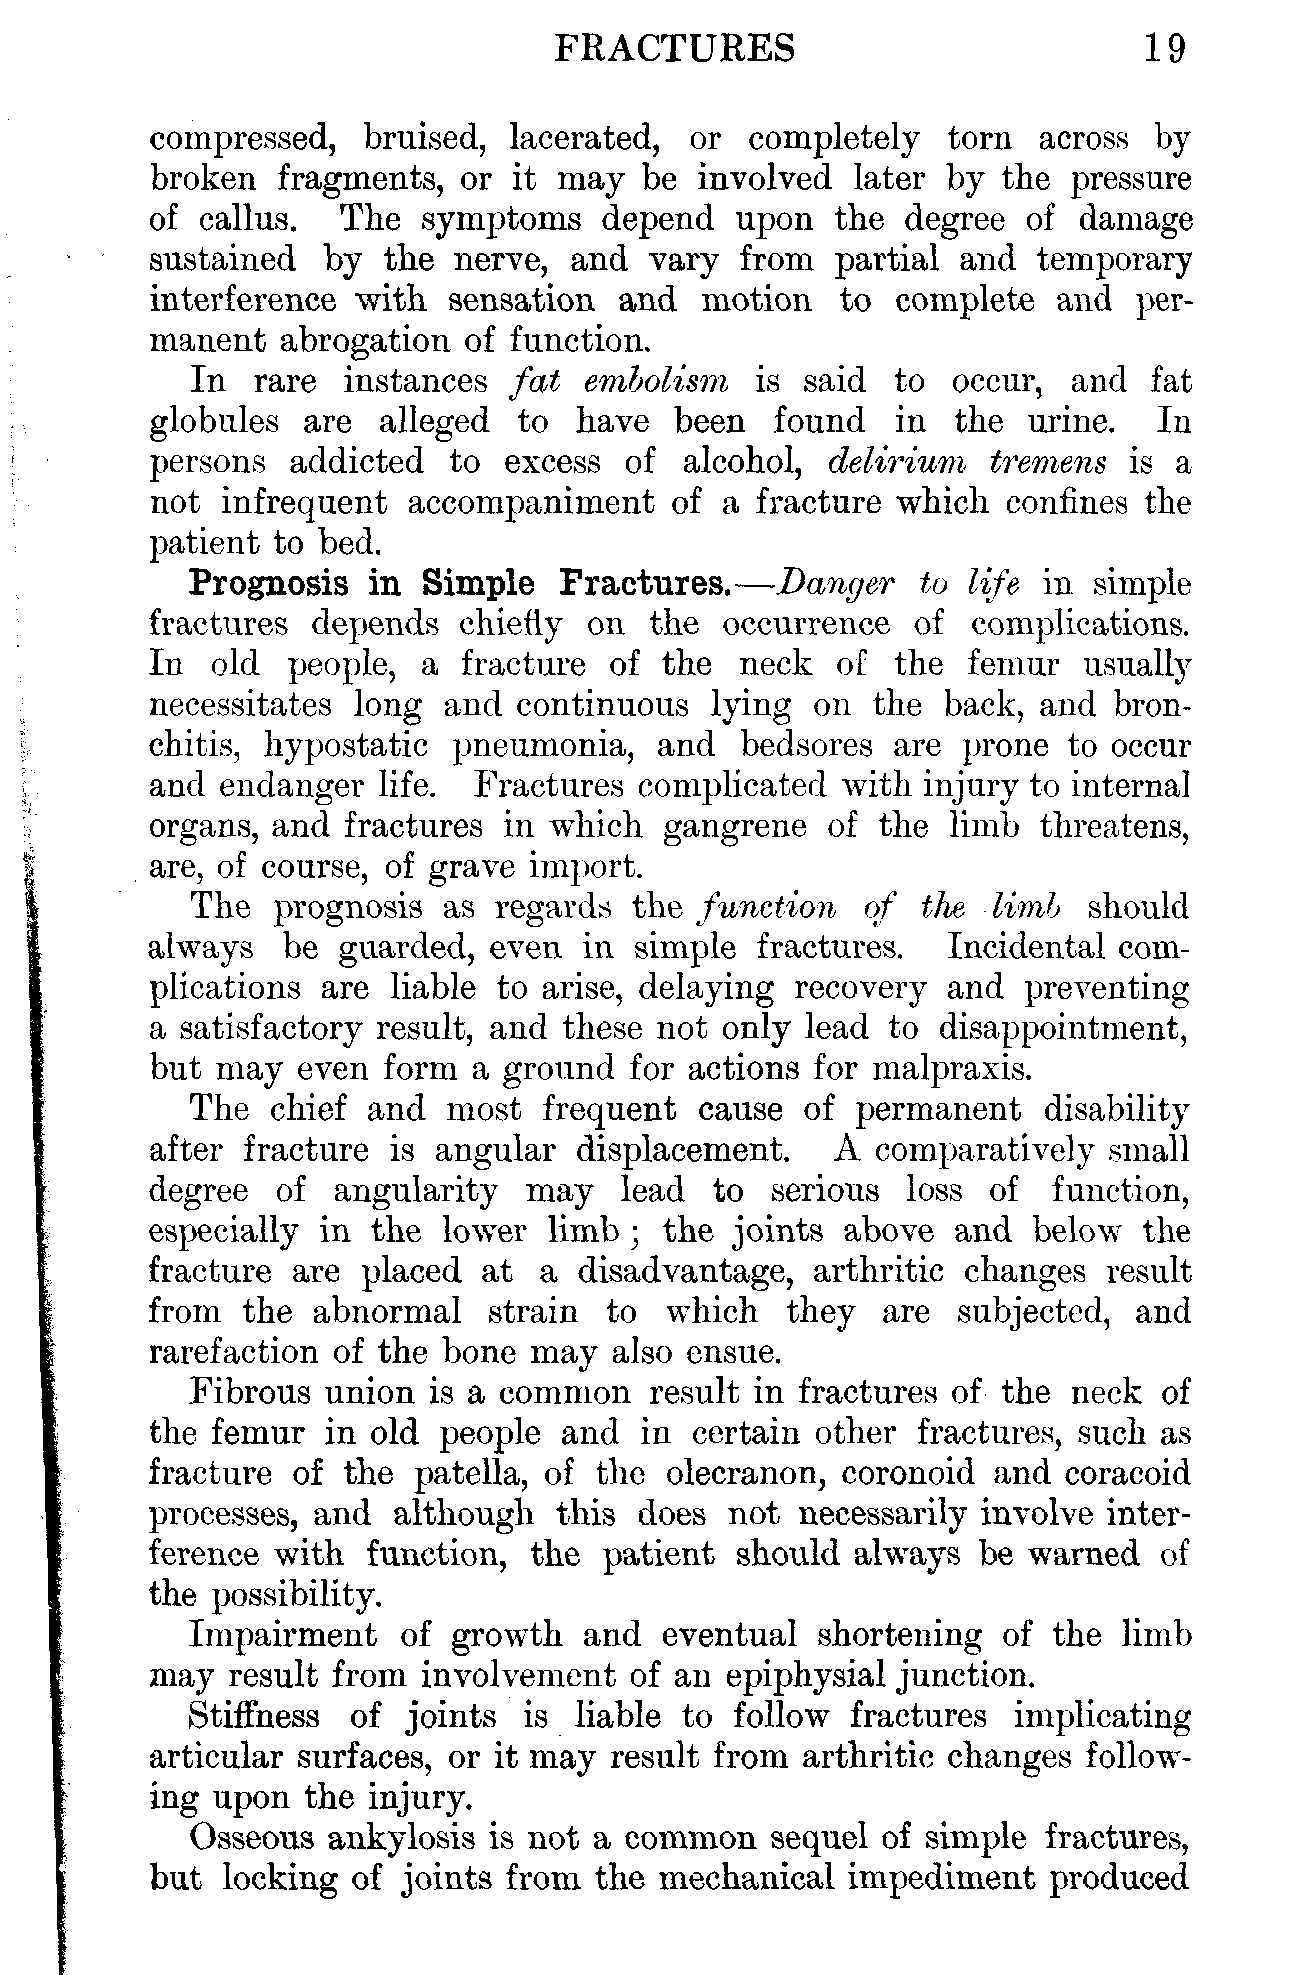 FRACTURES 19
compressed, bruised, lacerated, or completely torn across by
broken fragments, or it may be involved later by the pressure
of callus. The symptoms depend upon the degree of damage
sustained by the nerve, and vary from partial and temporary
interference with sensation and motion to complete and per-
manent abrogation of function.
In rare instances fat embolism is said to occur, and fat
globules are alleged to have been found in the urine. In
persons addicted to excess of alcohol, delirium tremens is a
not infrequent accompaniment of a fracture which confines the
patient to bed.
Prognosis in Simple Fractures.—Danger to life in simple
fractures depends chiefly on the occurrence of complications.
In old people, a fracture of the neck of the femur usually
necessitates long and continuous lying on the back, and bron-
chitis, hypostatic pneumonia, and bedsores are prone to occur
and endanger life. Fractures complicated with injury to internal
organs, and fractures in which gangrene of the limb threatens,
are, of course, of grave import.
The prognosis as regards the function of the limb should
always be guarded, even in simple fractures. Incidental com-
plications are liable to arise, delaying recovery and preventing
a satisfactory result, and these not only lead to disappointment,
but may even form a ground for actions for malpraxis.
The chief and most frequent cause of permanent disability
after fracture is angular displacement. A comparatively small
degree of angularity may lead to serious loss of function,
especially in the lower limb ; the joints above and below the
fracture are placed at a disadvantage, arthritic changes result
from the abnormal strain to which they are subjected, and
rarefaction of the bone may also ensue.
Fibrous union is a common result in fractures of the neck of
the femur in old people and in certain other fractures, such as
fracture of the patella, of the olecranon, coronoid and coracoid
processes, and although this does not necessarily involve inter-
ference with function, the patient should always be warned of
the possibility.
Impairment of growth and eventual shortening of the limb
may result from involvement of an epiphysial junction.
Stiffness of joints is liable to follow fractures implicating
articular surfaces, or it may result from arthritic changes follow-
ing upon the injury.
Osseous ankylosis is not a common sequel of simple fractures,
but locking of joints from the mechanical impediment produced